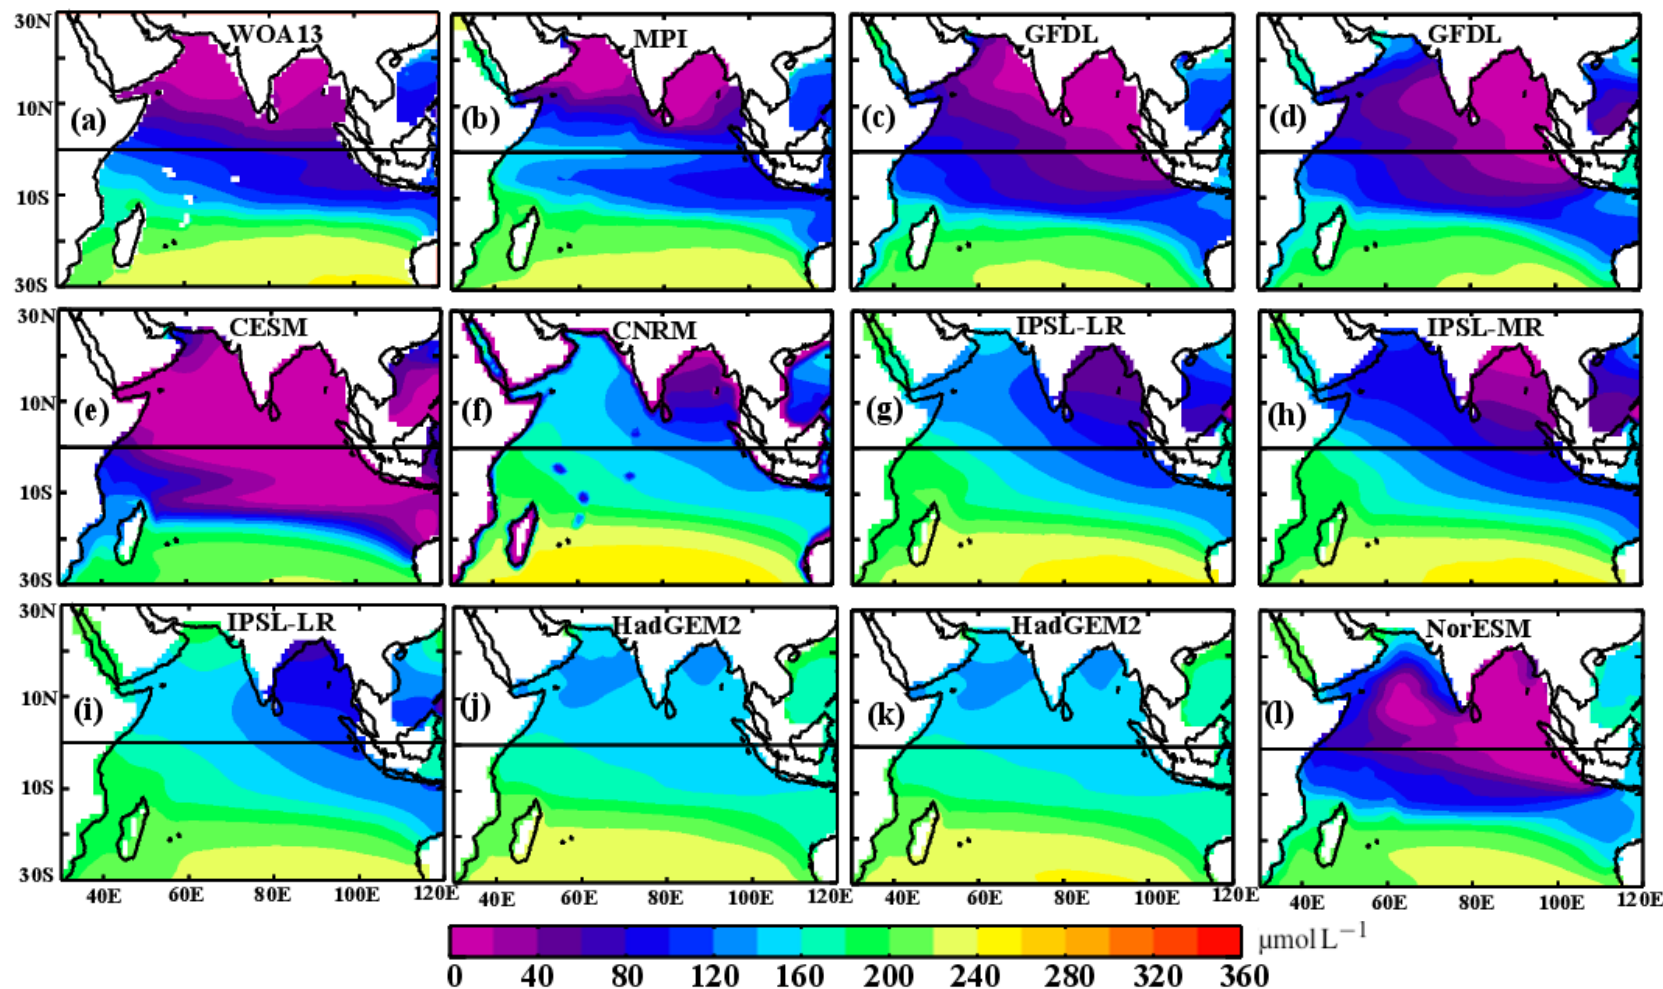 30N WOA13 MPI GFDL GFDL
10N (a) (b) (c) (d)
10S
30S
30N CESM CNRM IPSL-LR IPSL-MR
10N (e) (f) (g) (h)
10S
30S
30N IPSL-LR HadGEM2 HadGEM2 NorESM
10N (i) (j) (k) (l)
10S
30S
40E 60E 80E 100E 120E 40E 60E 80E 100E 120E 40E 60E 80E 100E 120E 40E 60E 80E 100E 120E
μmol L−1
0 40 80 120 160 200 240 280 320 360